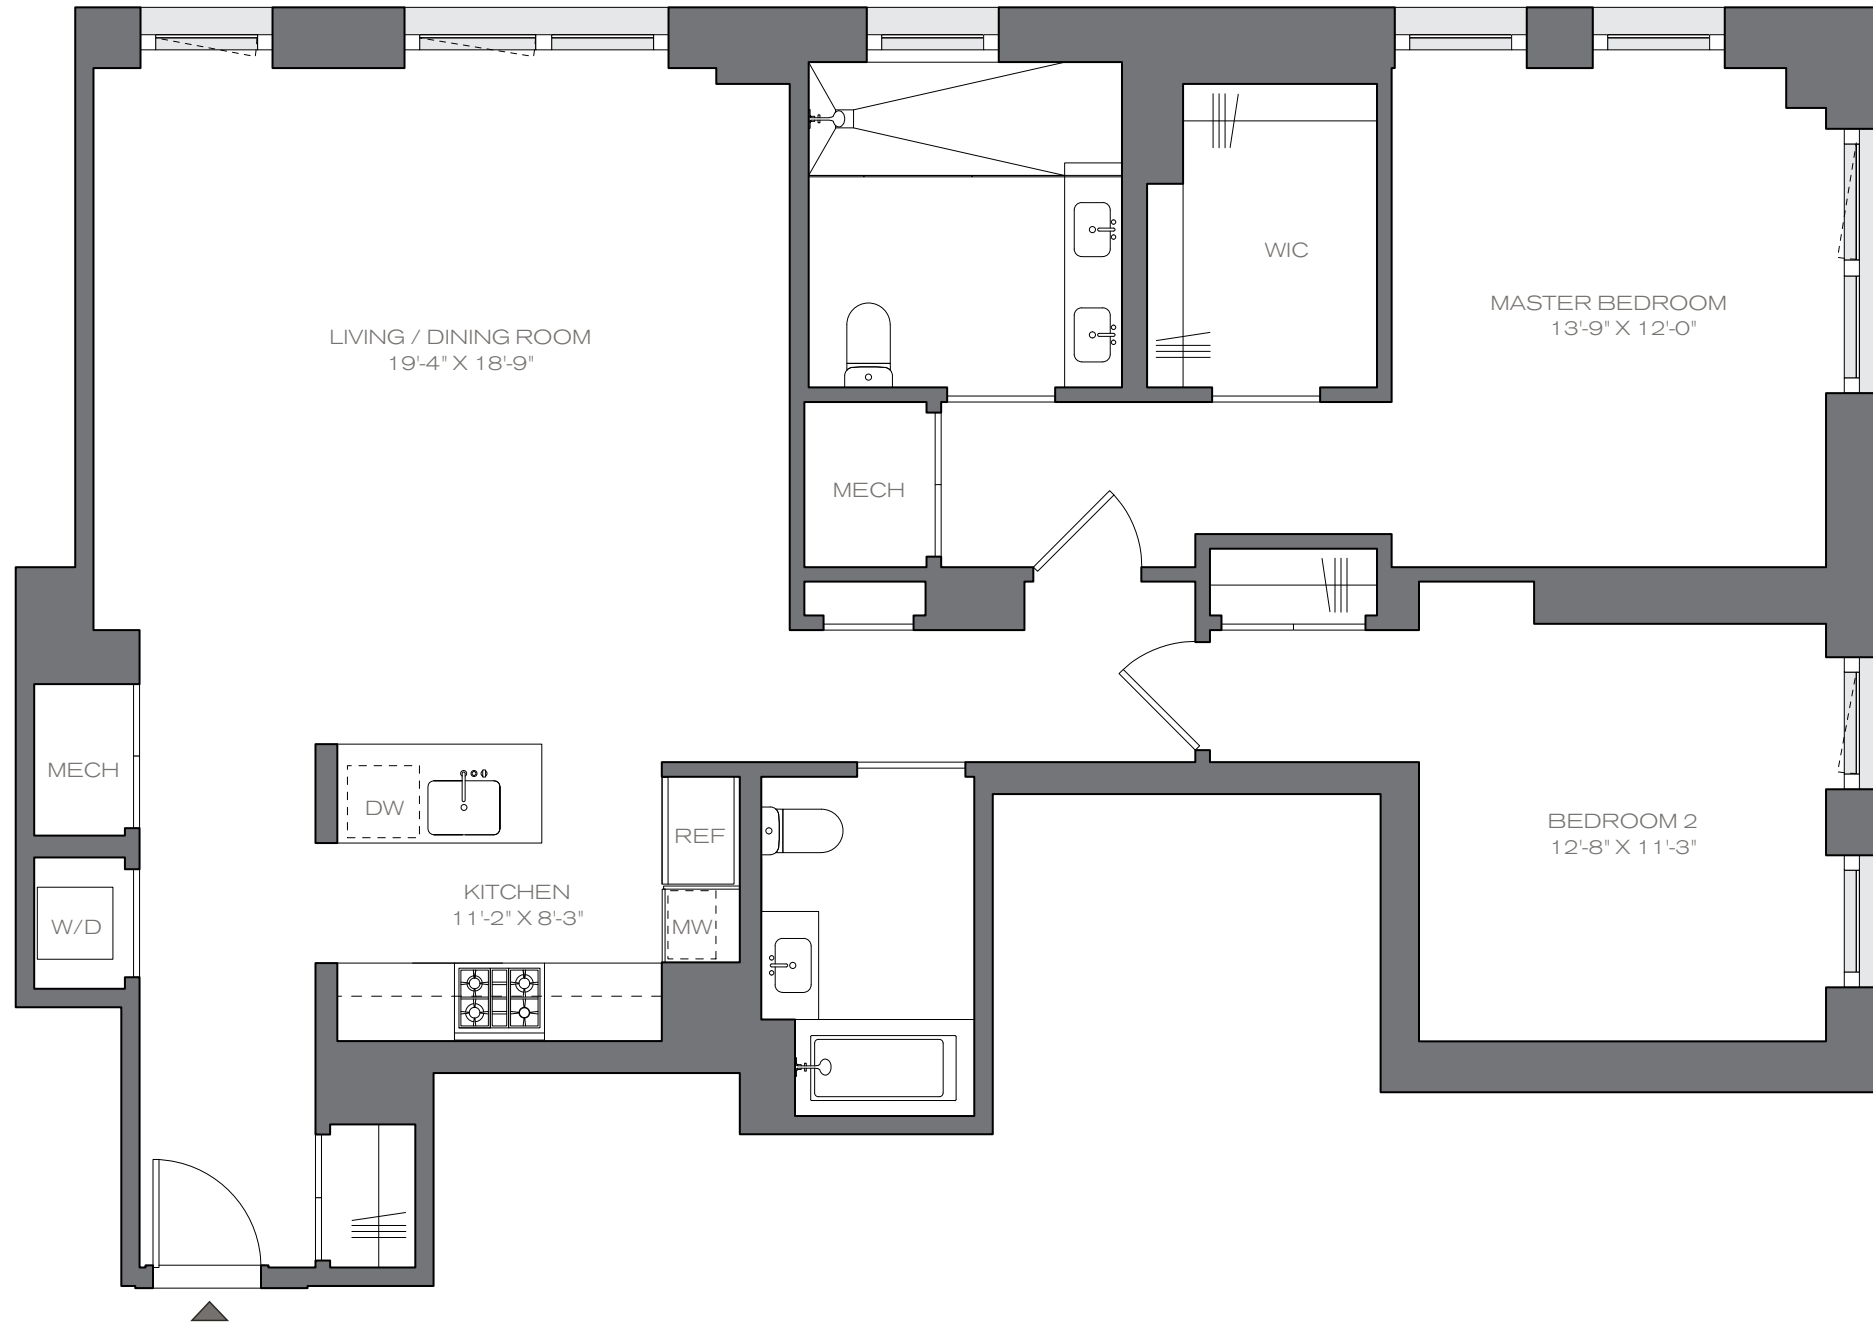 WIC
MASTER BEDROOM
13'-9" X 12'-0"
LIVING / DINING ROOM
19'-4" X 18'-9"
MECH
MECH
DW
REF
BEDROOM 2
12'-8" X 11'-3"
KITCHEN
11'-2" X 8'-3"
W/D
MW